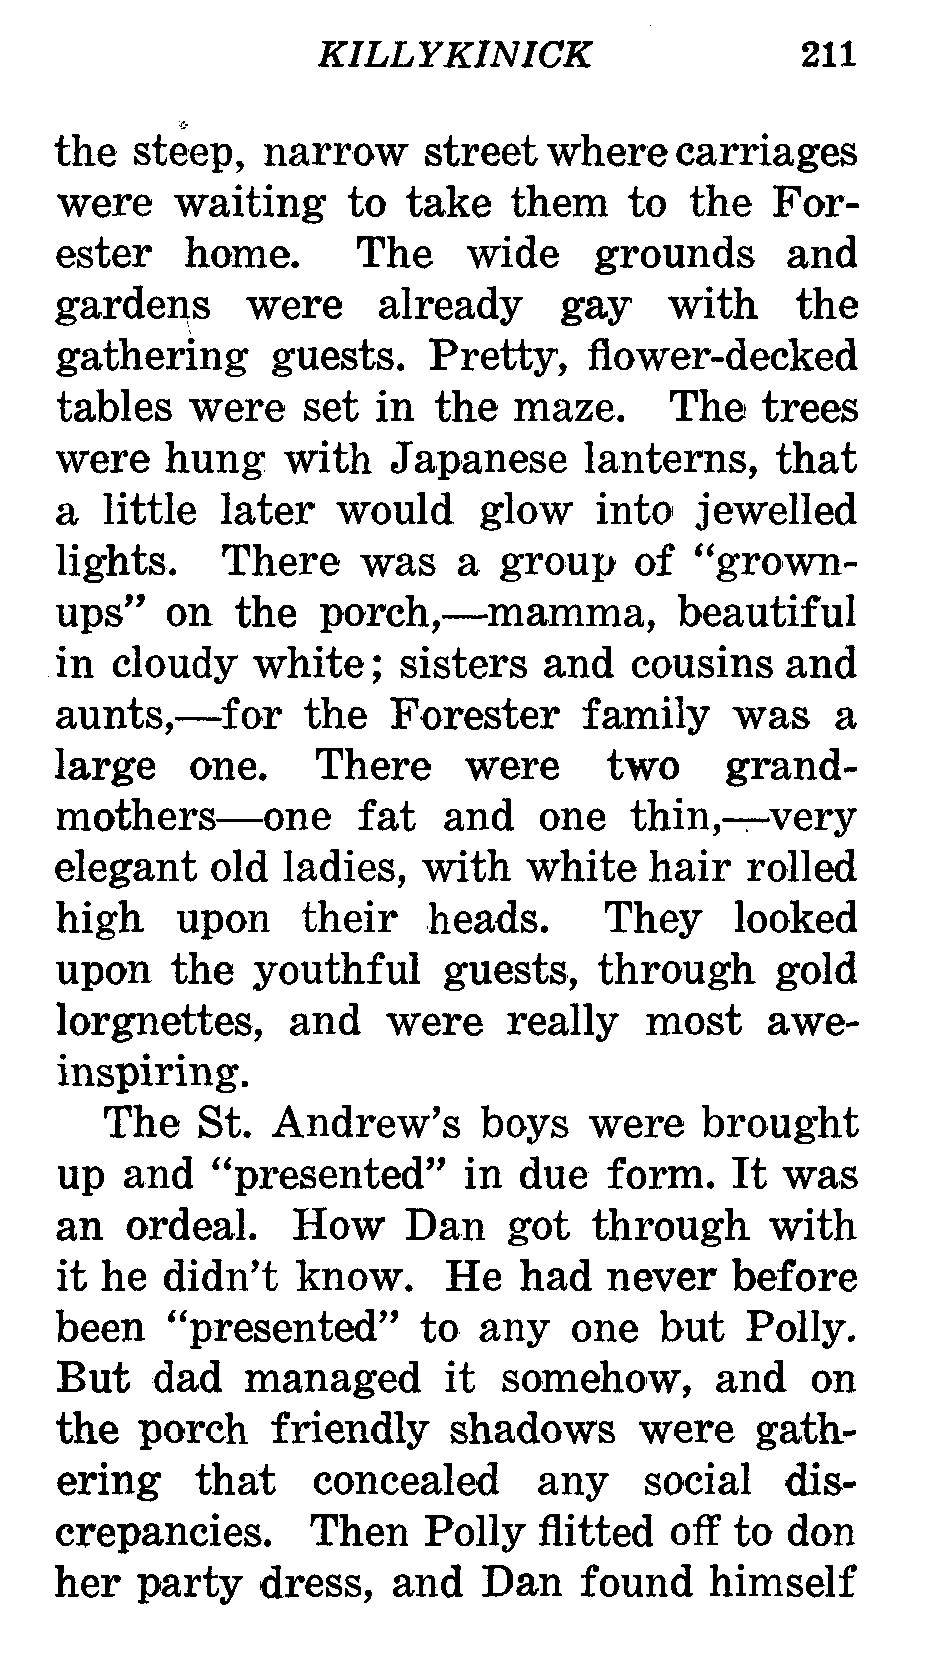 KILLYKINICK 211
the steep, narrow street where carriages
were waiting to take them to the For-
ester home. The wide grounds and
gardens were already gay with the
gathering guests. Pretty, flower-decked
tables were set in the maze. The trees
were hung with Japanese lanterns, that
a little later would glow into jewelled
lights. There was a group of “grown-
ups” on the porch,—mamma, beautiful
in cloudy white; sisters and cousins and
aunts,—for the Forester family was a
large one. There were two grand-
mothers—one fat and one thin,—very
elegant old ladies, with white hair rolled
high upon their heads. They looked
upon the youthful guests, through gold
lorgnettes, and were really most awe-
inspiring.
The St. Andrew’s boys were brought
up and “presented” in due form. It was
an ordeal. How Dan got through with
it he didn’t know. He had never before
been “presented” to any one but Polly.
But dad managed it somehow, and on
the porch friendly shadows were gath-
ering that concealed any social dis-
crepancies. Then Polly flitted off to don
her party dress, and Dan found himself